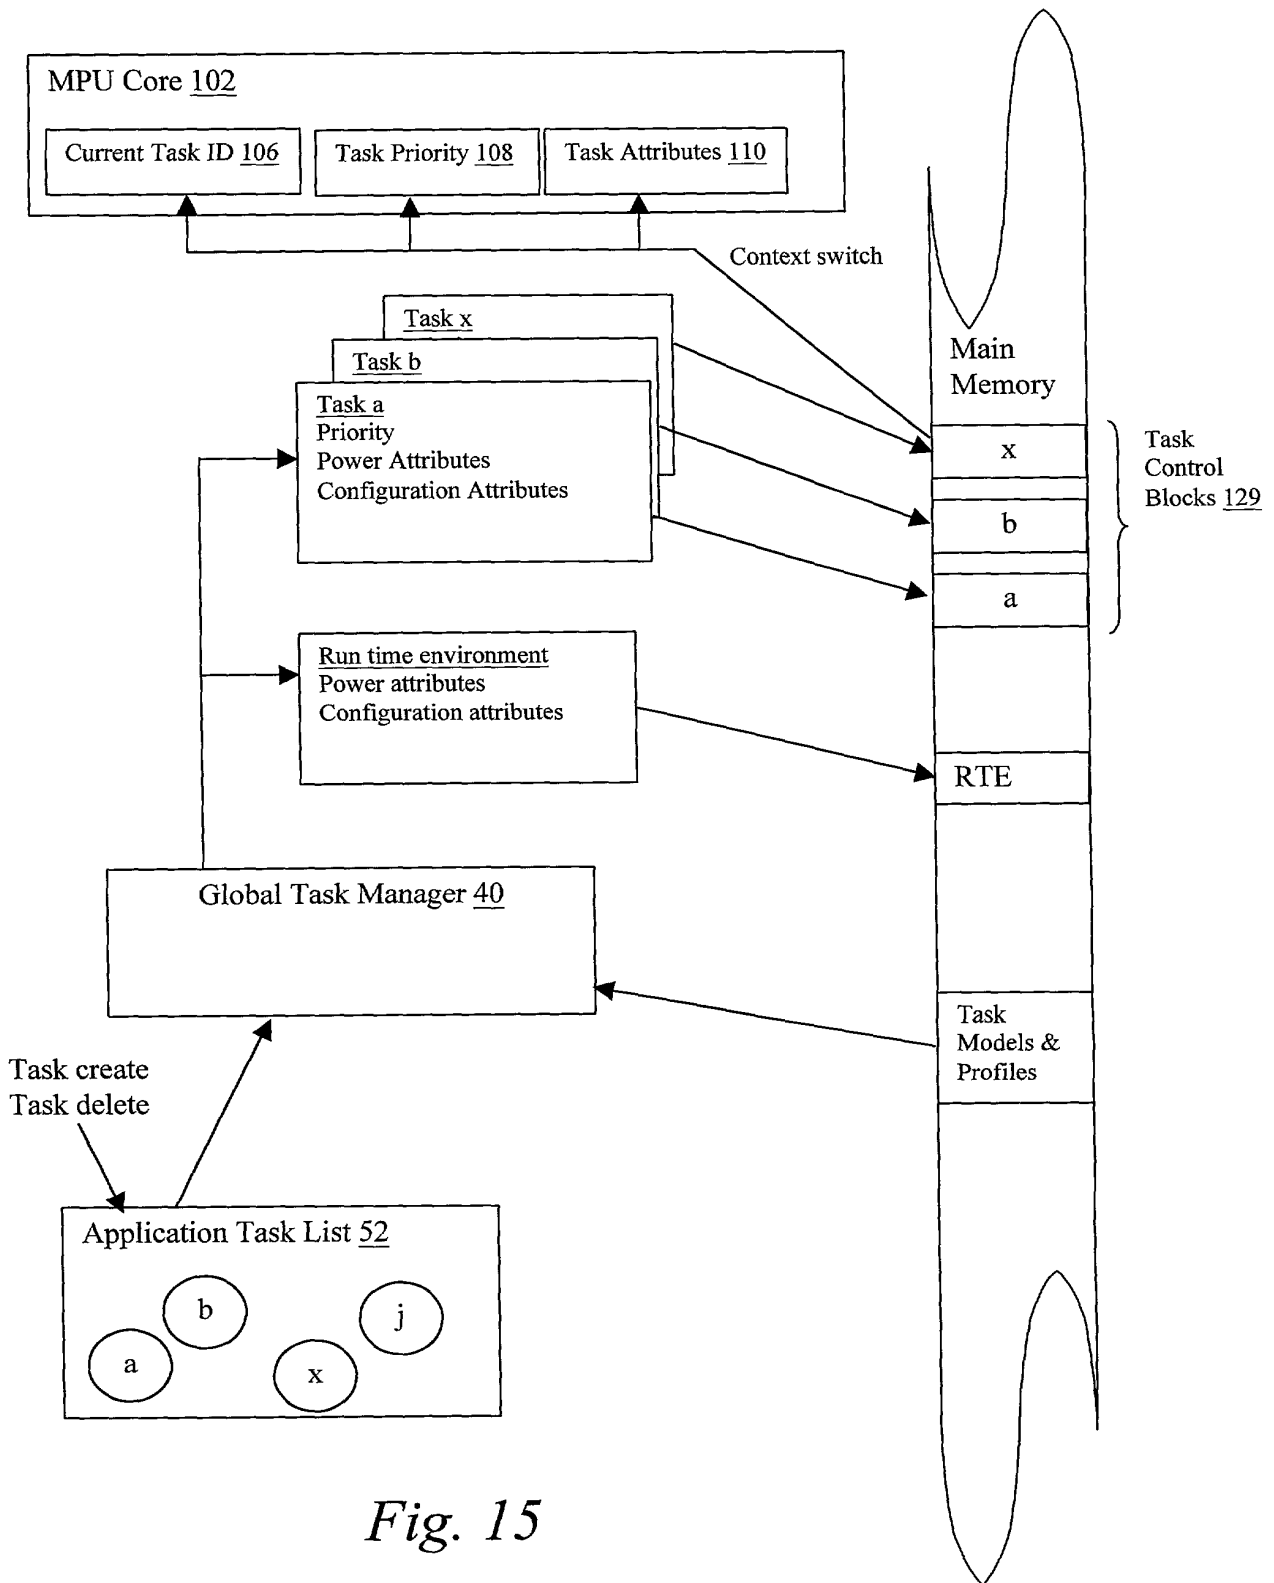 MPU Core 102
Current Task ID 106
Task Priority 108
Task Attributes 110
Context switch
Task x
Task b
Task a
Priority
Power Attributes
Configuration Attributes
Main
Memory
x
b
a
Task
Control
Blocks 129
Run time environment
Power attributes
Configuration attributes
RTE
Global Task Manager 40
Task
Models &
Profiles
Task create
Task delete
Application Task List 52
b
j
a
x
Fig. 15